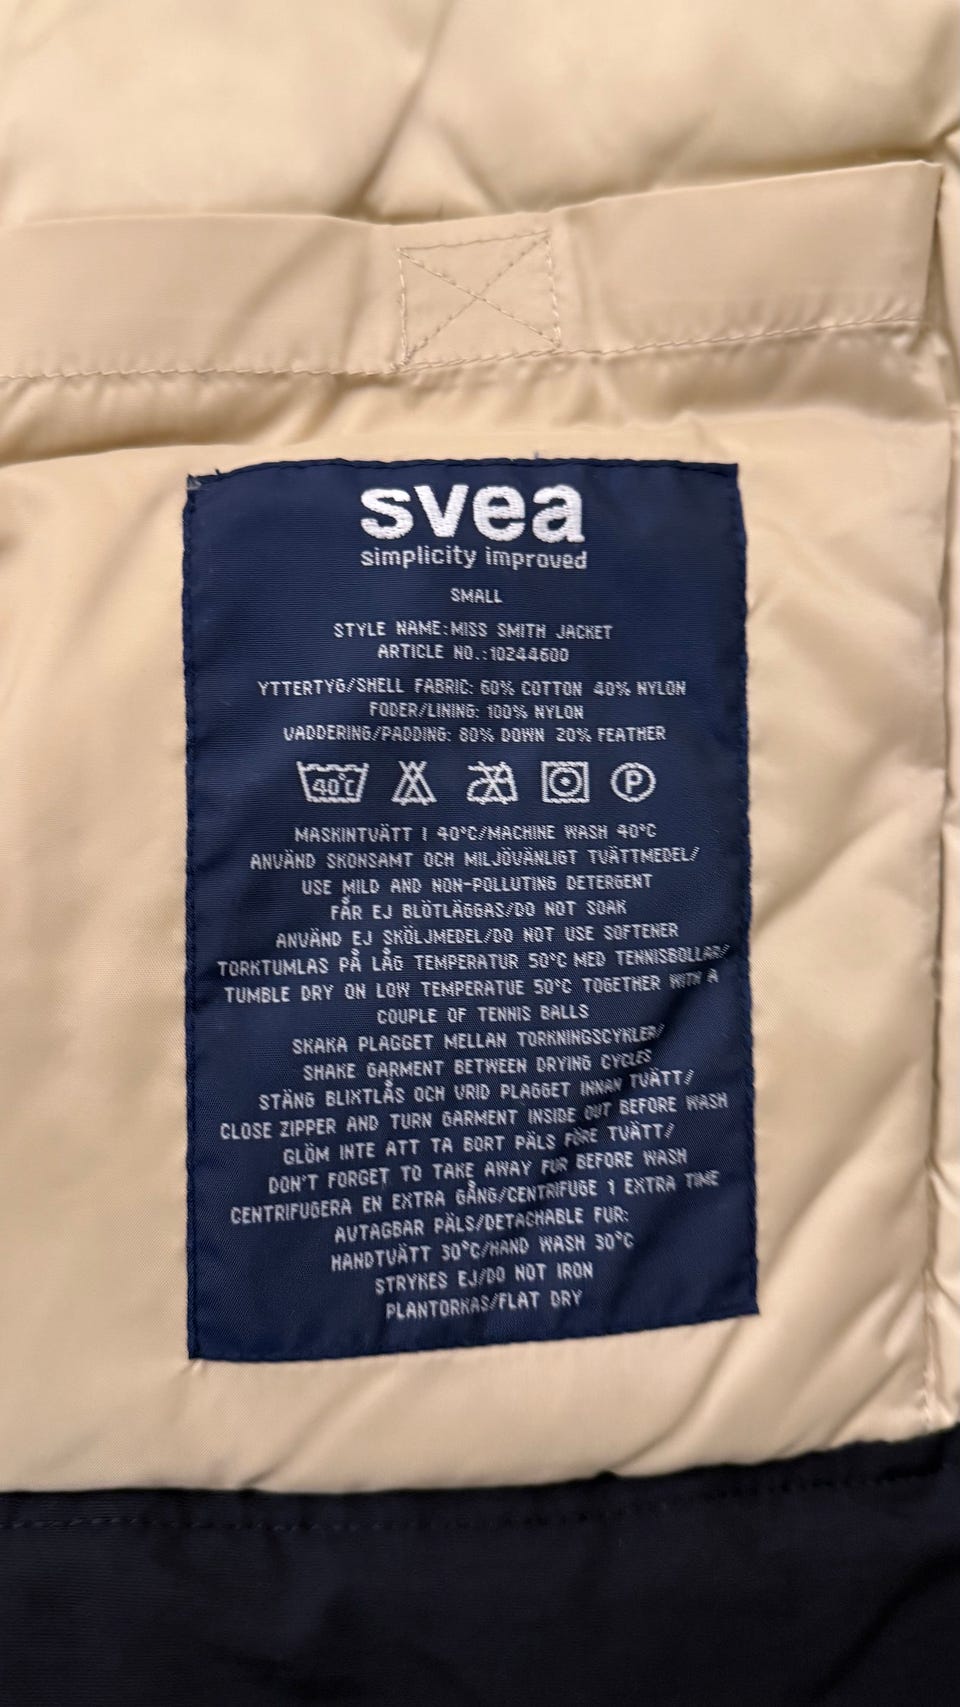 svea
simplicity improved
SMALL
STYLE NAME:MISS SMITH JACKET
ARTICLE NO.:10244600
YTTERTYG/SHELL FABRIC: 60% COTTON 40% NYLON
FODER/LINING: 100% NYLON
VADDERING/PADDING: 80% DOWN 20% FEATHER
40°C P
MASKINTVÄTT I 40°C/MACHINE WASH 40°C
ANVÄND SKONSAMT OCH MILJÖVÄNLIGT TVÄTTMEDEL/
USE MILD AND NON-POLLUTING DETERGENT
FÅR EJ BLÖTLÄGGAS/DO NOT SOAK
ANVÄND EJ SKÖLJMEDEL/DO NOT USE SOFTENER
TORKTUMLAS PÅ LÅG TEMPERATUR 50°C MED TENNISBOLLAR/
TUMBLE DRY ON LOW TEMPERATUE 50°C TOGETHER WITH A
COUPLE OF TENNIS BALLS
SKAKA PLAGGET MELLAN TORKNINGSCYKLER/
SHAKE GARMENT BETWEEN DRYING CYCLES
STÄNG BLIXTLÅS OCH VRID PLAGGET INNAN TVÄTT/
CLOSE ZIPPER AND TURN GARMENT INSIDE OUT BEFORE WASH
GLÖM INTE ATT TA BORT PÄLS FÖRE TVÄTT/
DON'T FORGET TO TAKE AWAY FUR BEFORE WASH
CENTRIFUGERA EN EXTRA GÅNG/CENTRIFUGE 1 EXTRA TIME
AVTAGBAR PÄLS/DETACHABLE FUR:
HANDTVÄTT 30°C/HAND WASH 30°C
STRYKES EJ/DO NOT IRON
PLANTORKAS/FLAT DRY